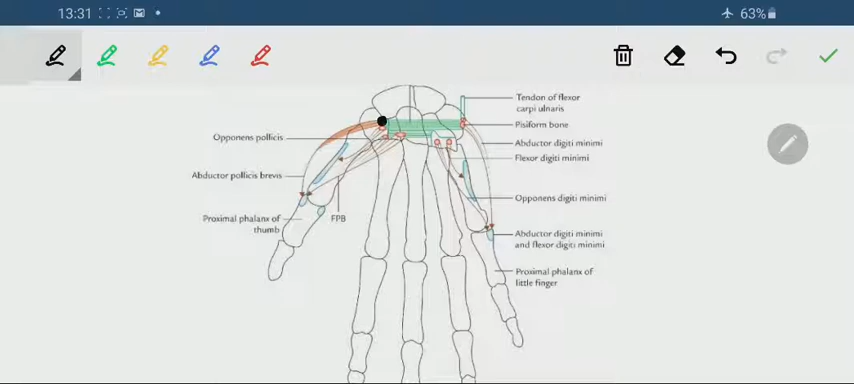 13:31
63%
Tendon of flexor
carpi ulnaris
Pisiform bone
Opponens pollicis
Abductor digiti minimi
Flexor digiti minimi
Abductor pollicis brevis
Opponens digiti minimi
Proximal phalanx of
thumb
FPB
Abductor digiti minimi
and flexor digiti minimi
Proximal phalanx of
little finger